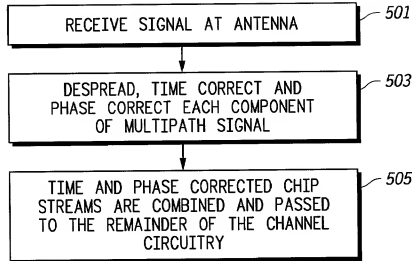 RECEIVE SIGNAL AT ANTENNA
501
DESPREAD, TIME CORRECT AND
PHASE CORRECT EACH COMPONENT
OF MULTIPATH SIGNAL
503
TIME AND PHASE CORRECTED CHIP
STREAMS ARE COMBINED AND PASSED
TO THE REMAINDER OF THE CHANNEL
CIRCUITRY
505